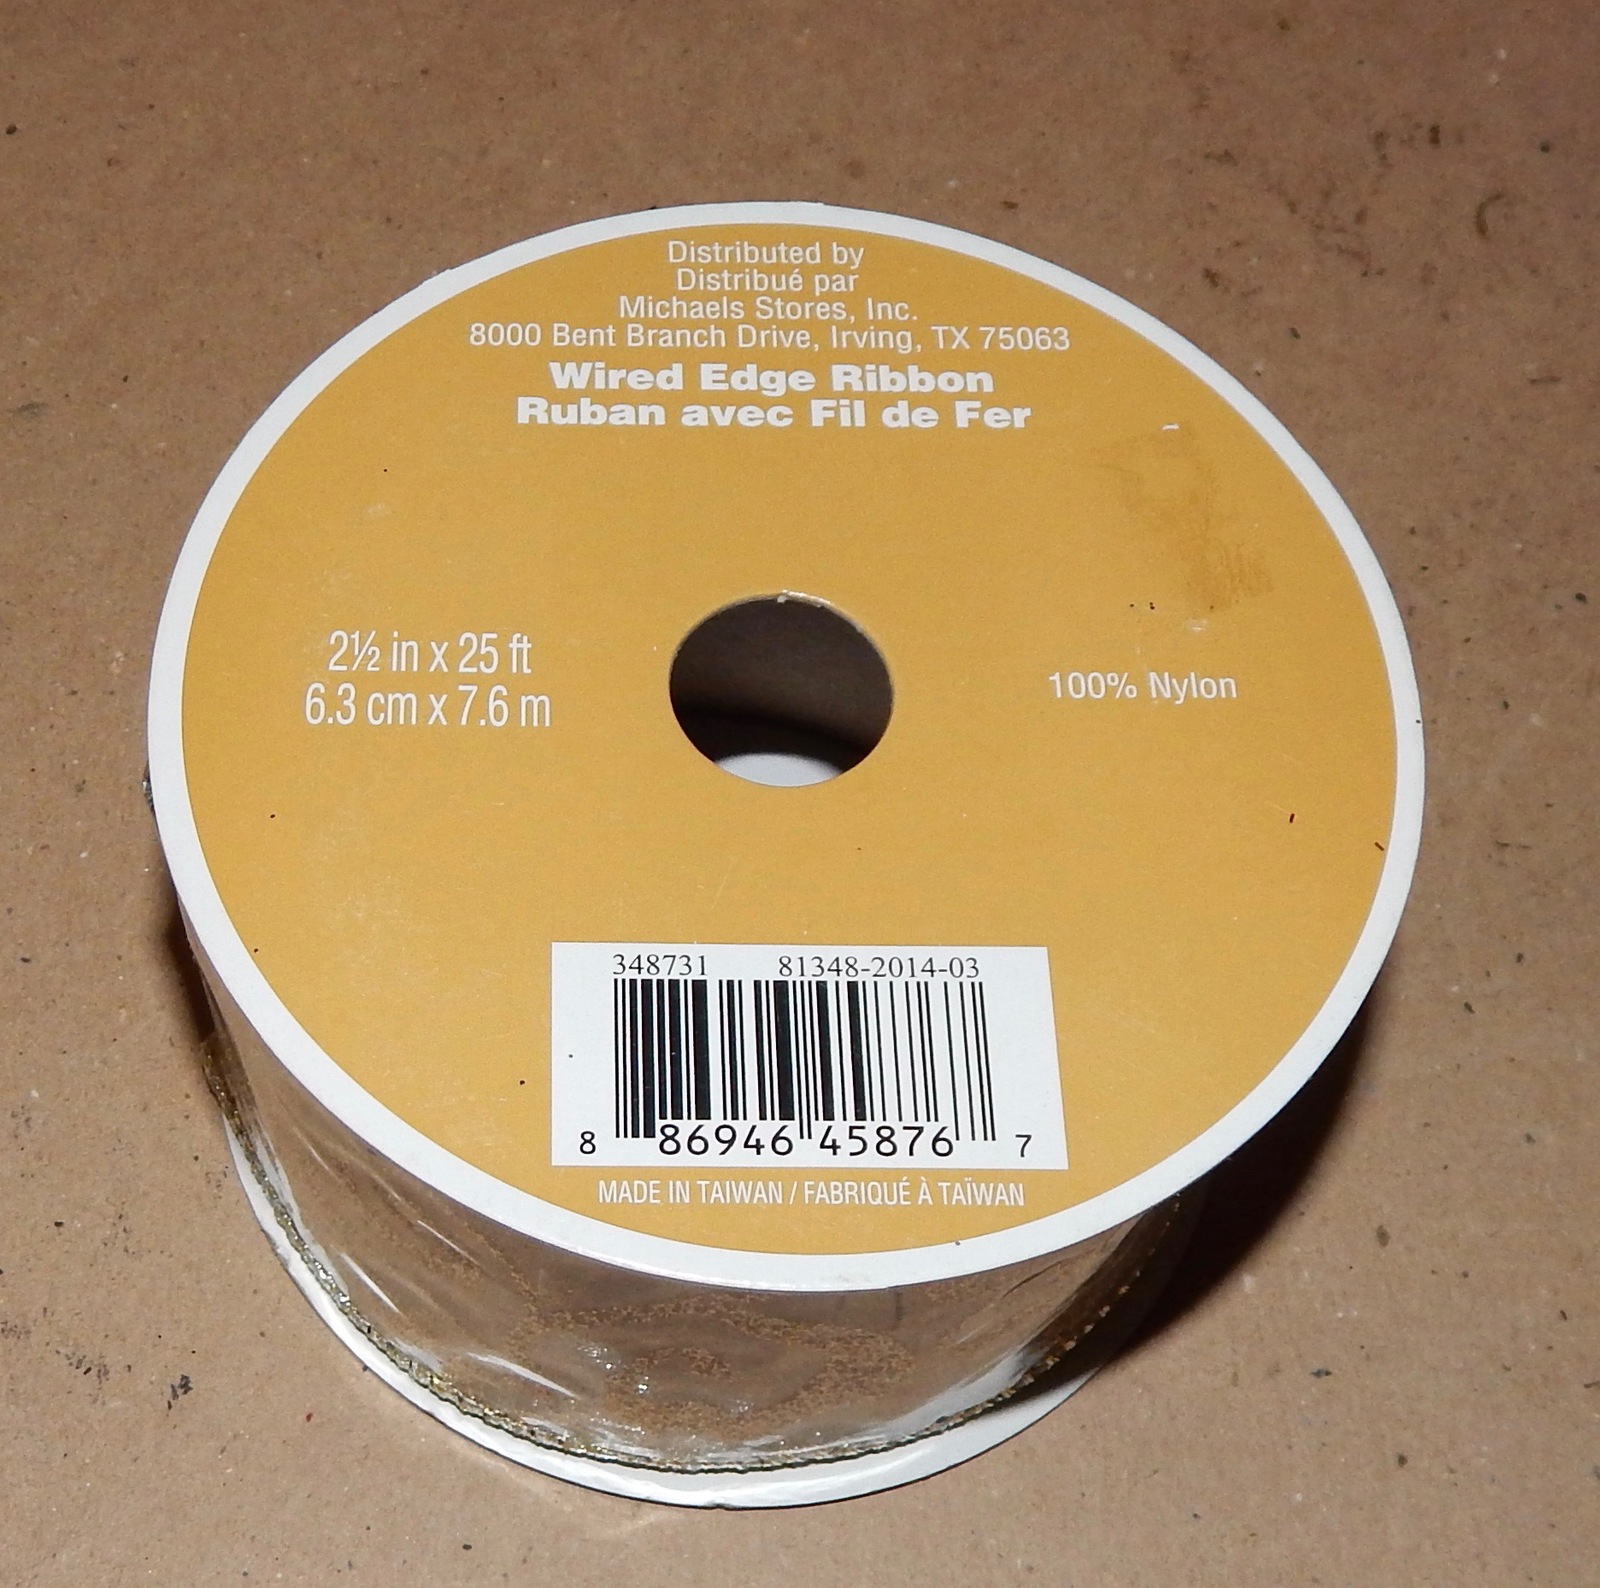 Distributed by
Distribué par
Michaels Stores, Inc.
8000 Bent Branch Drive, Irving, TX 75063
Wired Edge Ribbon
Ruban avec Fil de Fer
2½ in x 25 ft
6.3 cm x 7.6 m
100% Nylon
348731 81348-2014-03
8 86946 45876 7
MADE IN TAIWAN / FABRIQUÉ À TAÏWAN